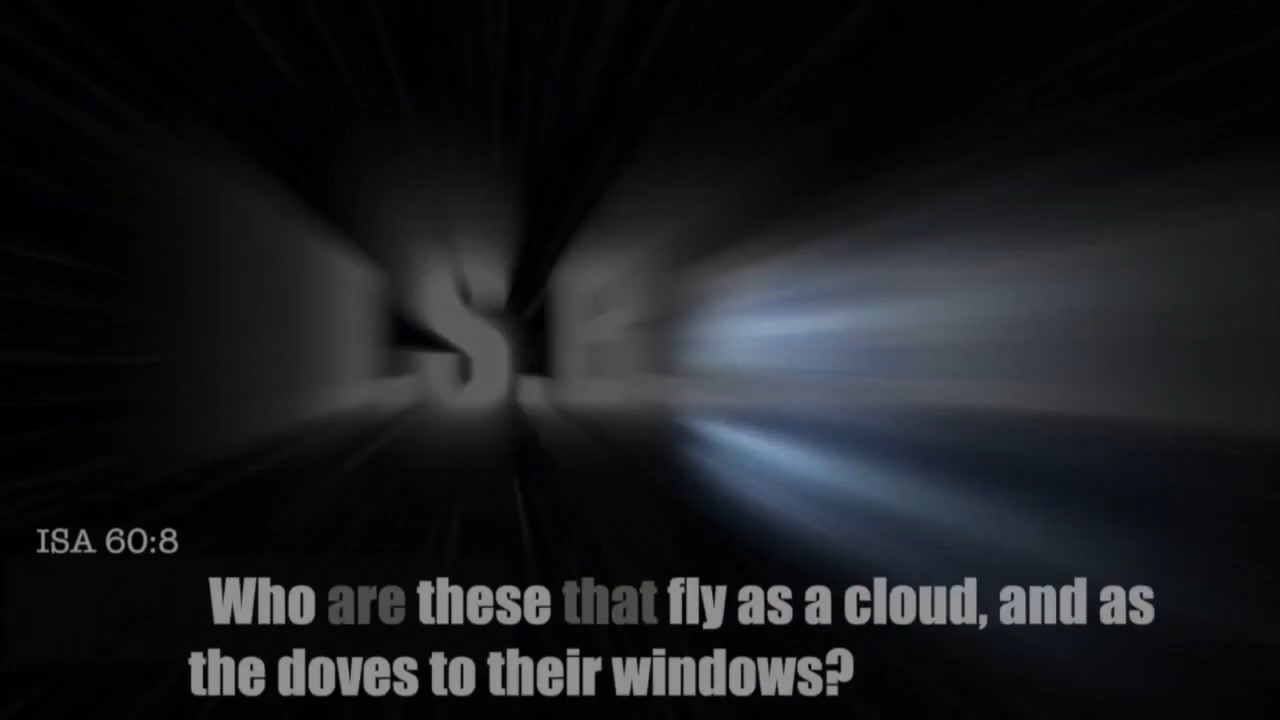 ISA 60:8
Who are these that fly as a cloud, and as
the doves to their windows?